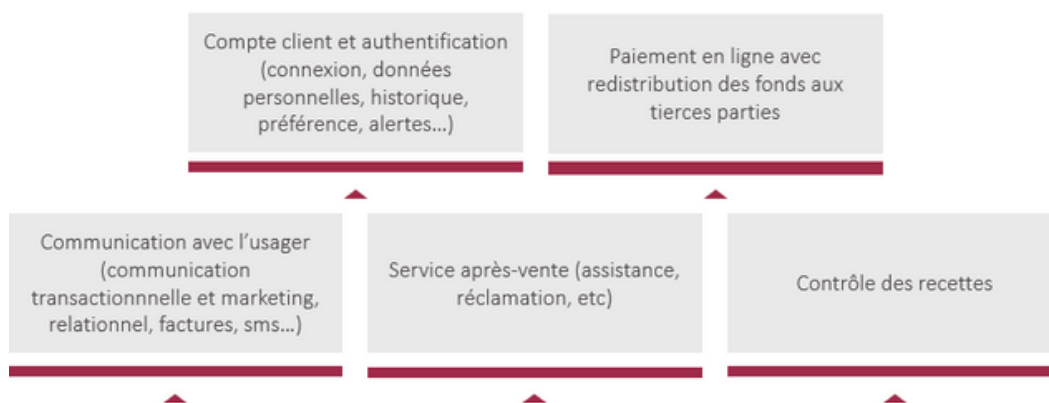 Compte client et authentification
(connexion, données
personnelles, historique,
préférence, alertes…)
Paiement en ligne avec
redistribution des fonds aux
tierces parties
Communication avec l’usager
(communication
transactionnnelle et marketing,
relationnel, factures, sms…)
Service après-vente (assistance,
réclamation, etc)
Contrôle des recettes